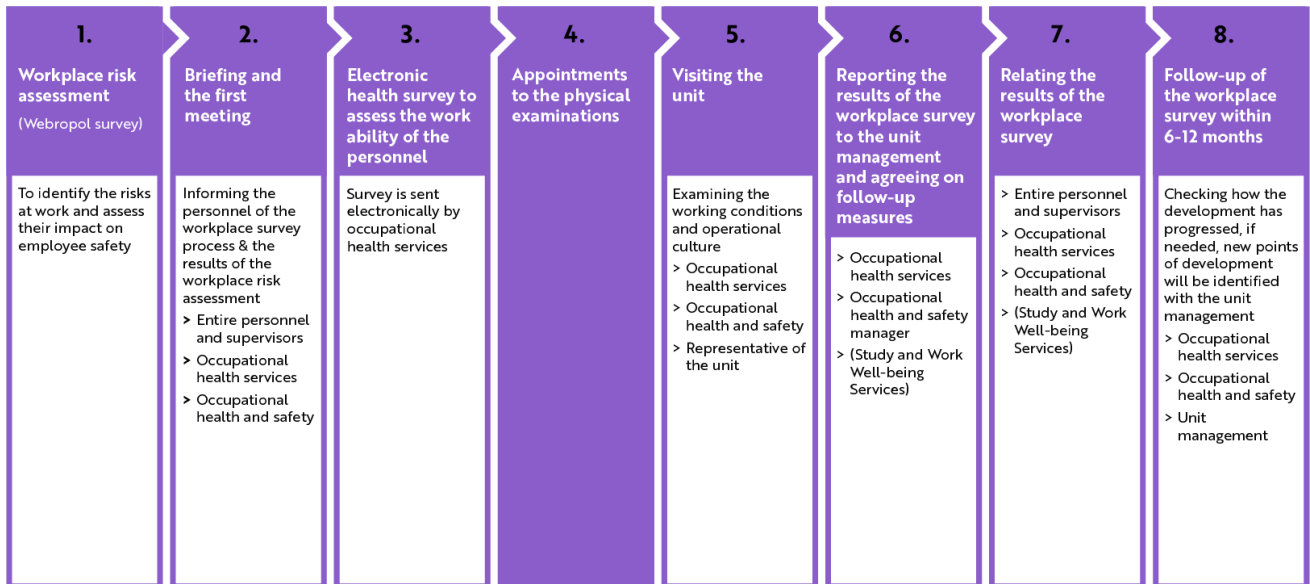 1.
Workplace risk
assessment
(Webropol survey)
To identify the risks
at work and assess
their impact on
employee safety
2.
Briefing and
the first
meeting
Informing the
personnel of the
workplace survey
process & the
results of the
workplace risk
assessment
> Entire personnel
and supervisors
> Occupational
health services
> Occupational
health and safety
3.
Electronic
health survey to
assess the work
ability of the
personnel
Survey is sent
electronically by
occupational
health services
4.
Appointments
to the physical
examinations
5.
Visiting the
unit
Examining the
working conditions
and operational
culture
> Occupational
health services
> Occupational
health and safety
> Representative of
the unit
6.
Reporting the
results of the
workplace survey
to the unit
management
and agreeing on
follow-up
measures
> Occupational
health services
> Occupational
health and safety
manager
> (Study and Work
Well-being
Services)
7.
Relating the
results of the
workplace
survey
> Entire personnel
and supervisors
> Occupational
health services
> Occupational
health and safety
> (Study and Work
Well-being
Services)
8.
Follow-up of
the workplace
survey within
6-12 months
Checking how the
development has
progressed, if
needed, new points
of development
will be identified
with the unit
management
> Occupational
health services
> Occupational
health and safety
> Unit
management